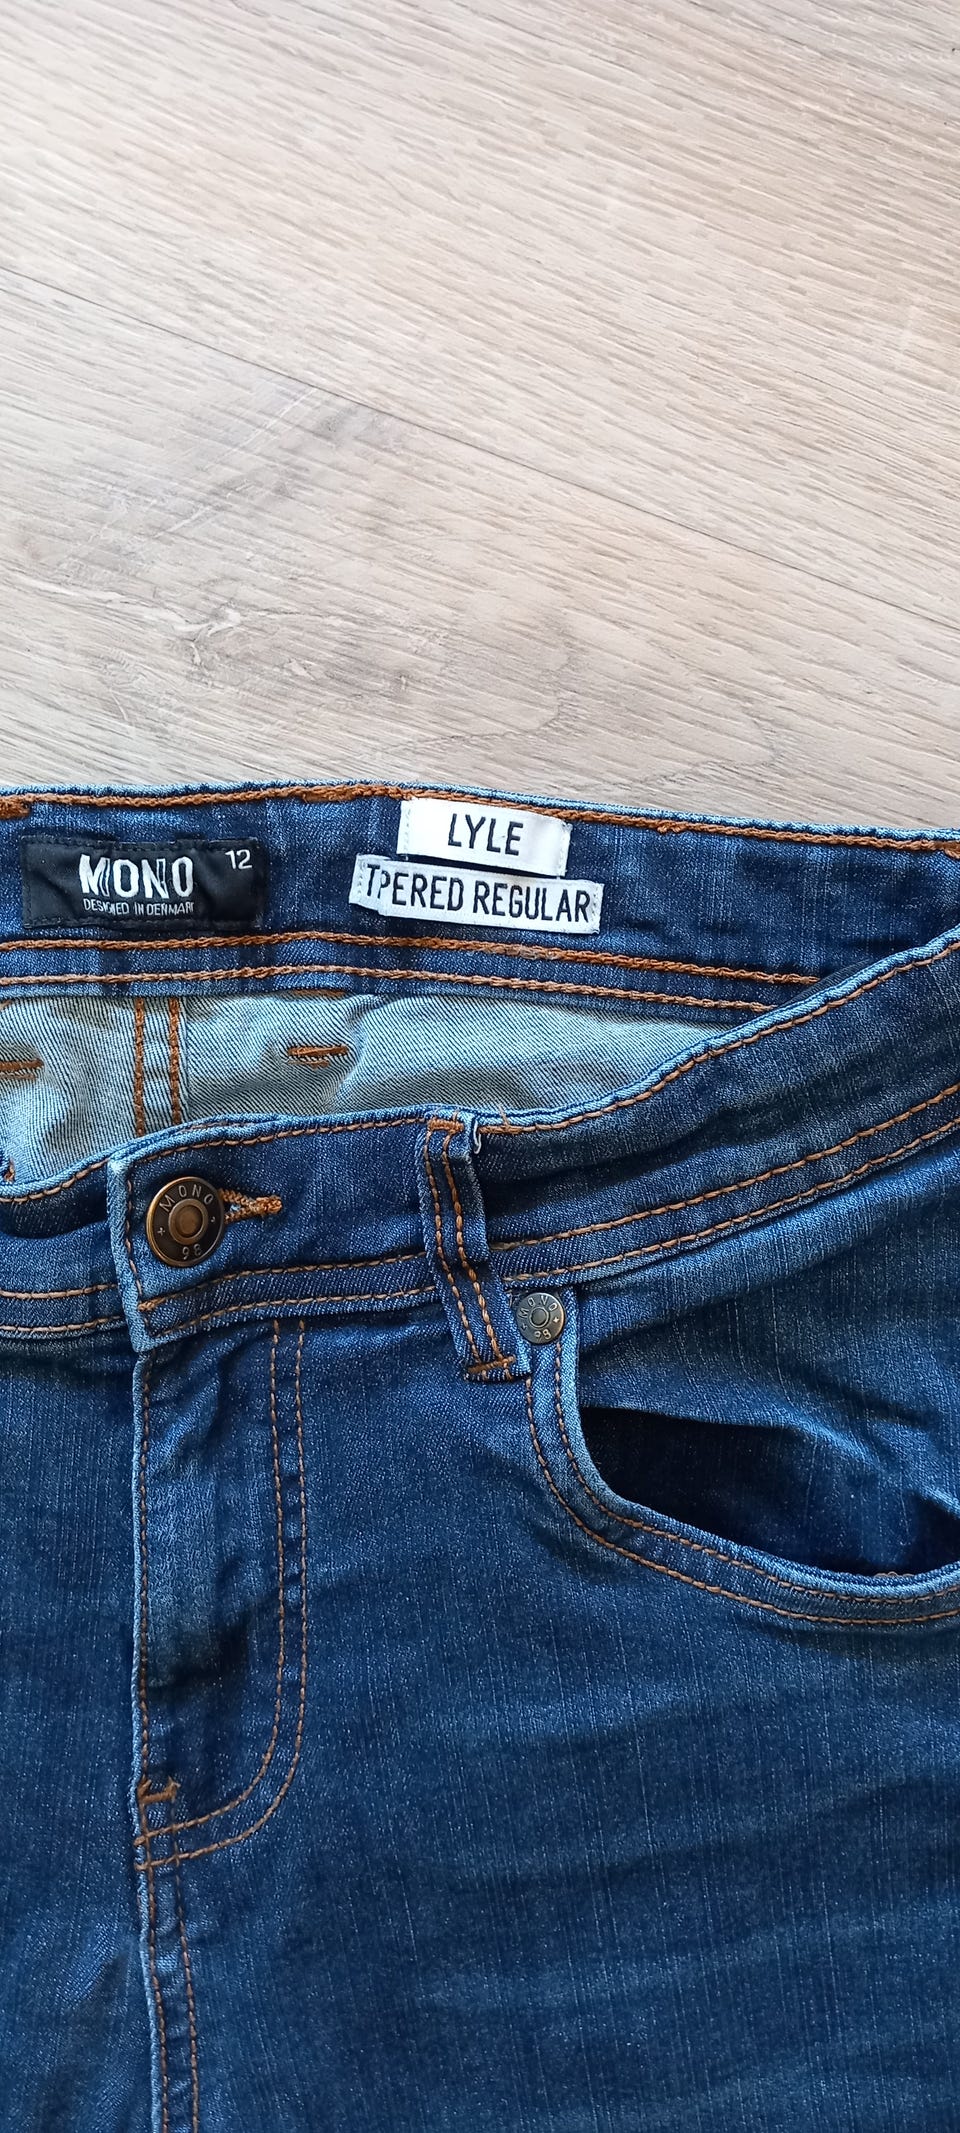 LYLE
MONO 12
DESIGNED IN DENMARK
TPERED REGULAR
MONO
98
MONO
98